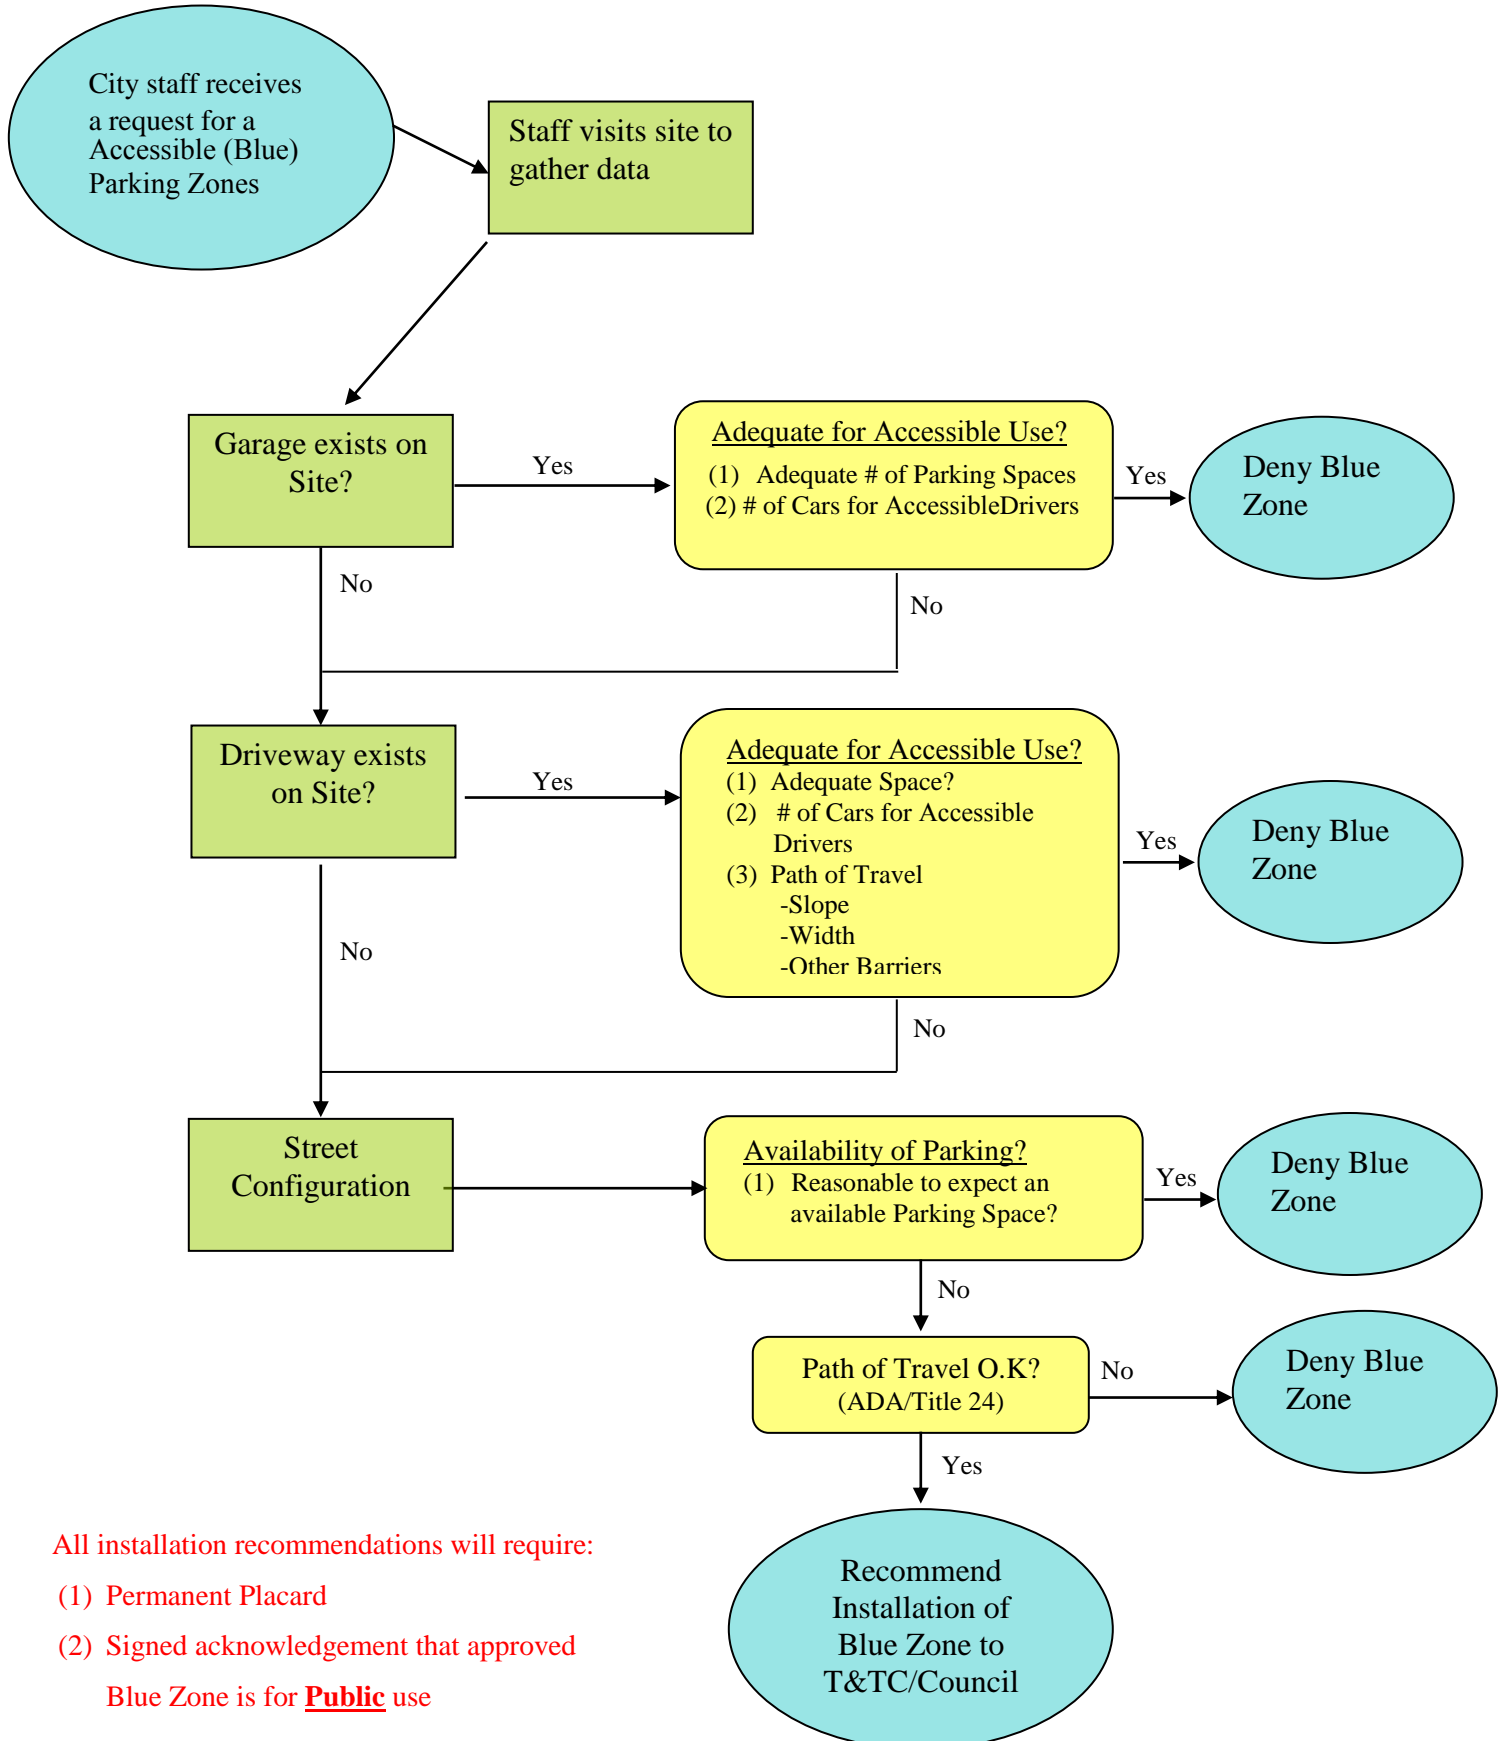 City staff receives
a request for a
Accessible (Blue)
Parking Zones
Staff visits site to
gather data
Garage exists on
Site?
Yes
Adequate for Accessible Use?
(1) Adequate # of Parking Spaces
(2) # of Cars for AccessibleDrivers
Yes
Deny Blue
Zone
No
No
Driveway exists
on Site?
Yes
Adequate for Accessible Use?
(1) Adequate Space?
(2) # of Cars for Accessible
Drivers
(3) Path of Travel
-Slope
-Width
-Other Barriers
Yes
Deny Blue
Zone
No
No
Street
Configuration
Availability of Parking?
(1) Reasonable to expect an
available Parking Space?
Yes
Deny Blue
Zone
No
Path of Travel O.K?
(ADA/Title 24)
No
Deny Blue
Zone
Yes
Recommend
Installation of
Blue Zone to
T&TC/Council
All installation recommendations will require:
(1) Permanent Placard
(2) Signed acknowledgement that approved
Blue Zone is for Public use